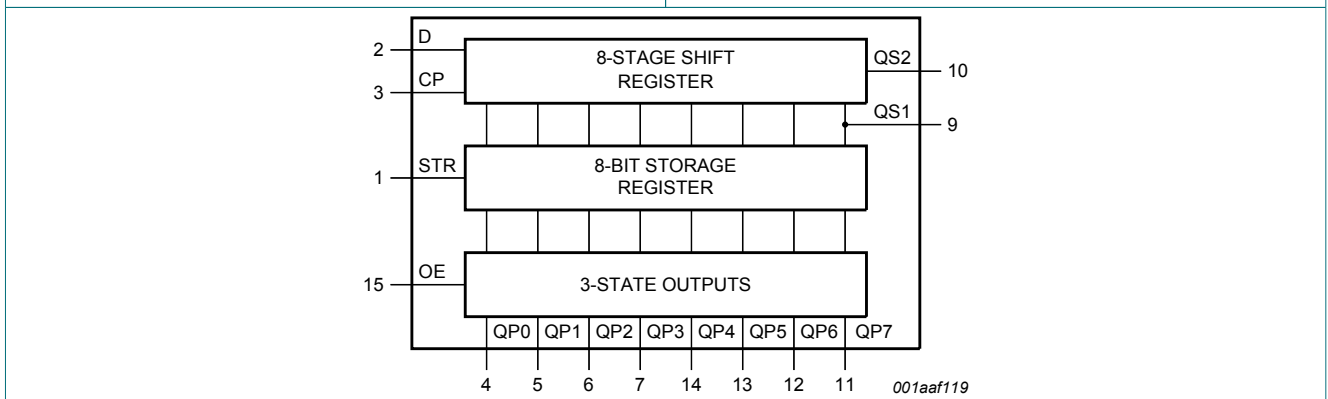 D
2
8-STAGE SHIFT
REGISTER
QS2
10
CP
3
QS1
9
STR
1
8-BIT STORAGE
REGISTER
OE
15
3-STATE OUTPUTS
QP0 QP1 QP2 QP3 QP4 QP5 QP6 QP7
4 5 6 7 14 13 12 11
001aaf119